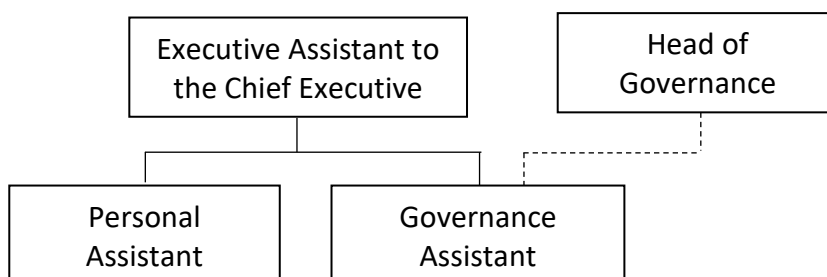 Executive Assistant to
the Chief Executive
Head of
Governance
Personal
Assistant
Governance
Assistant